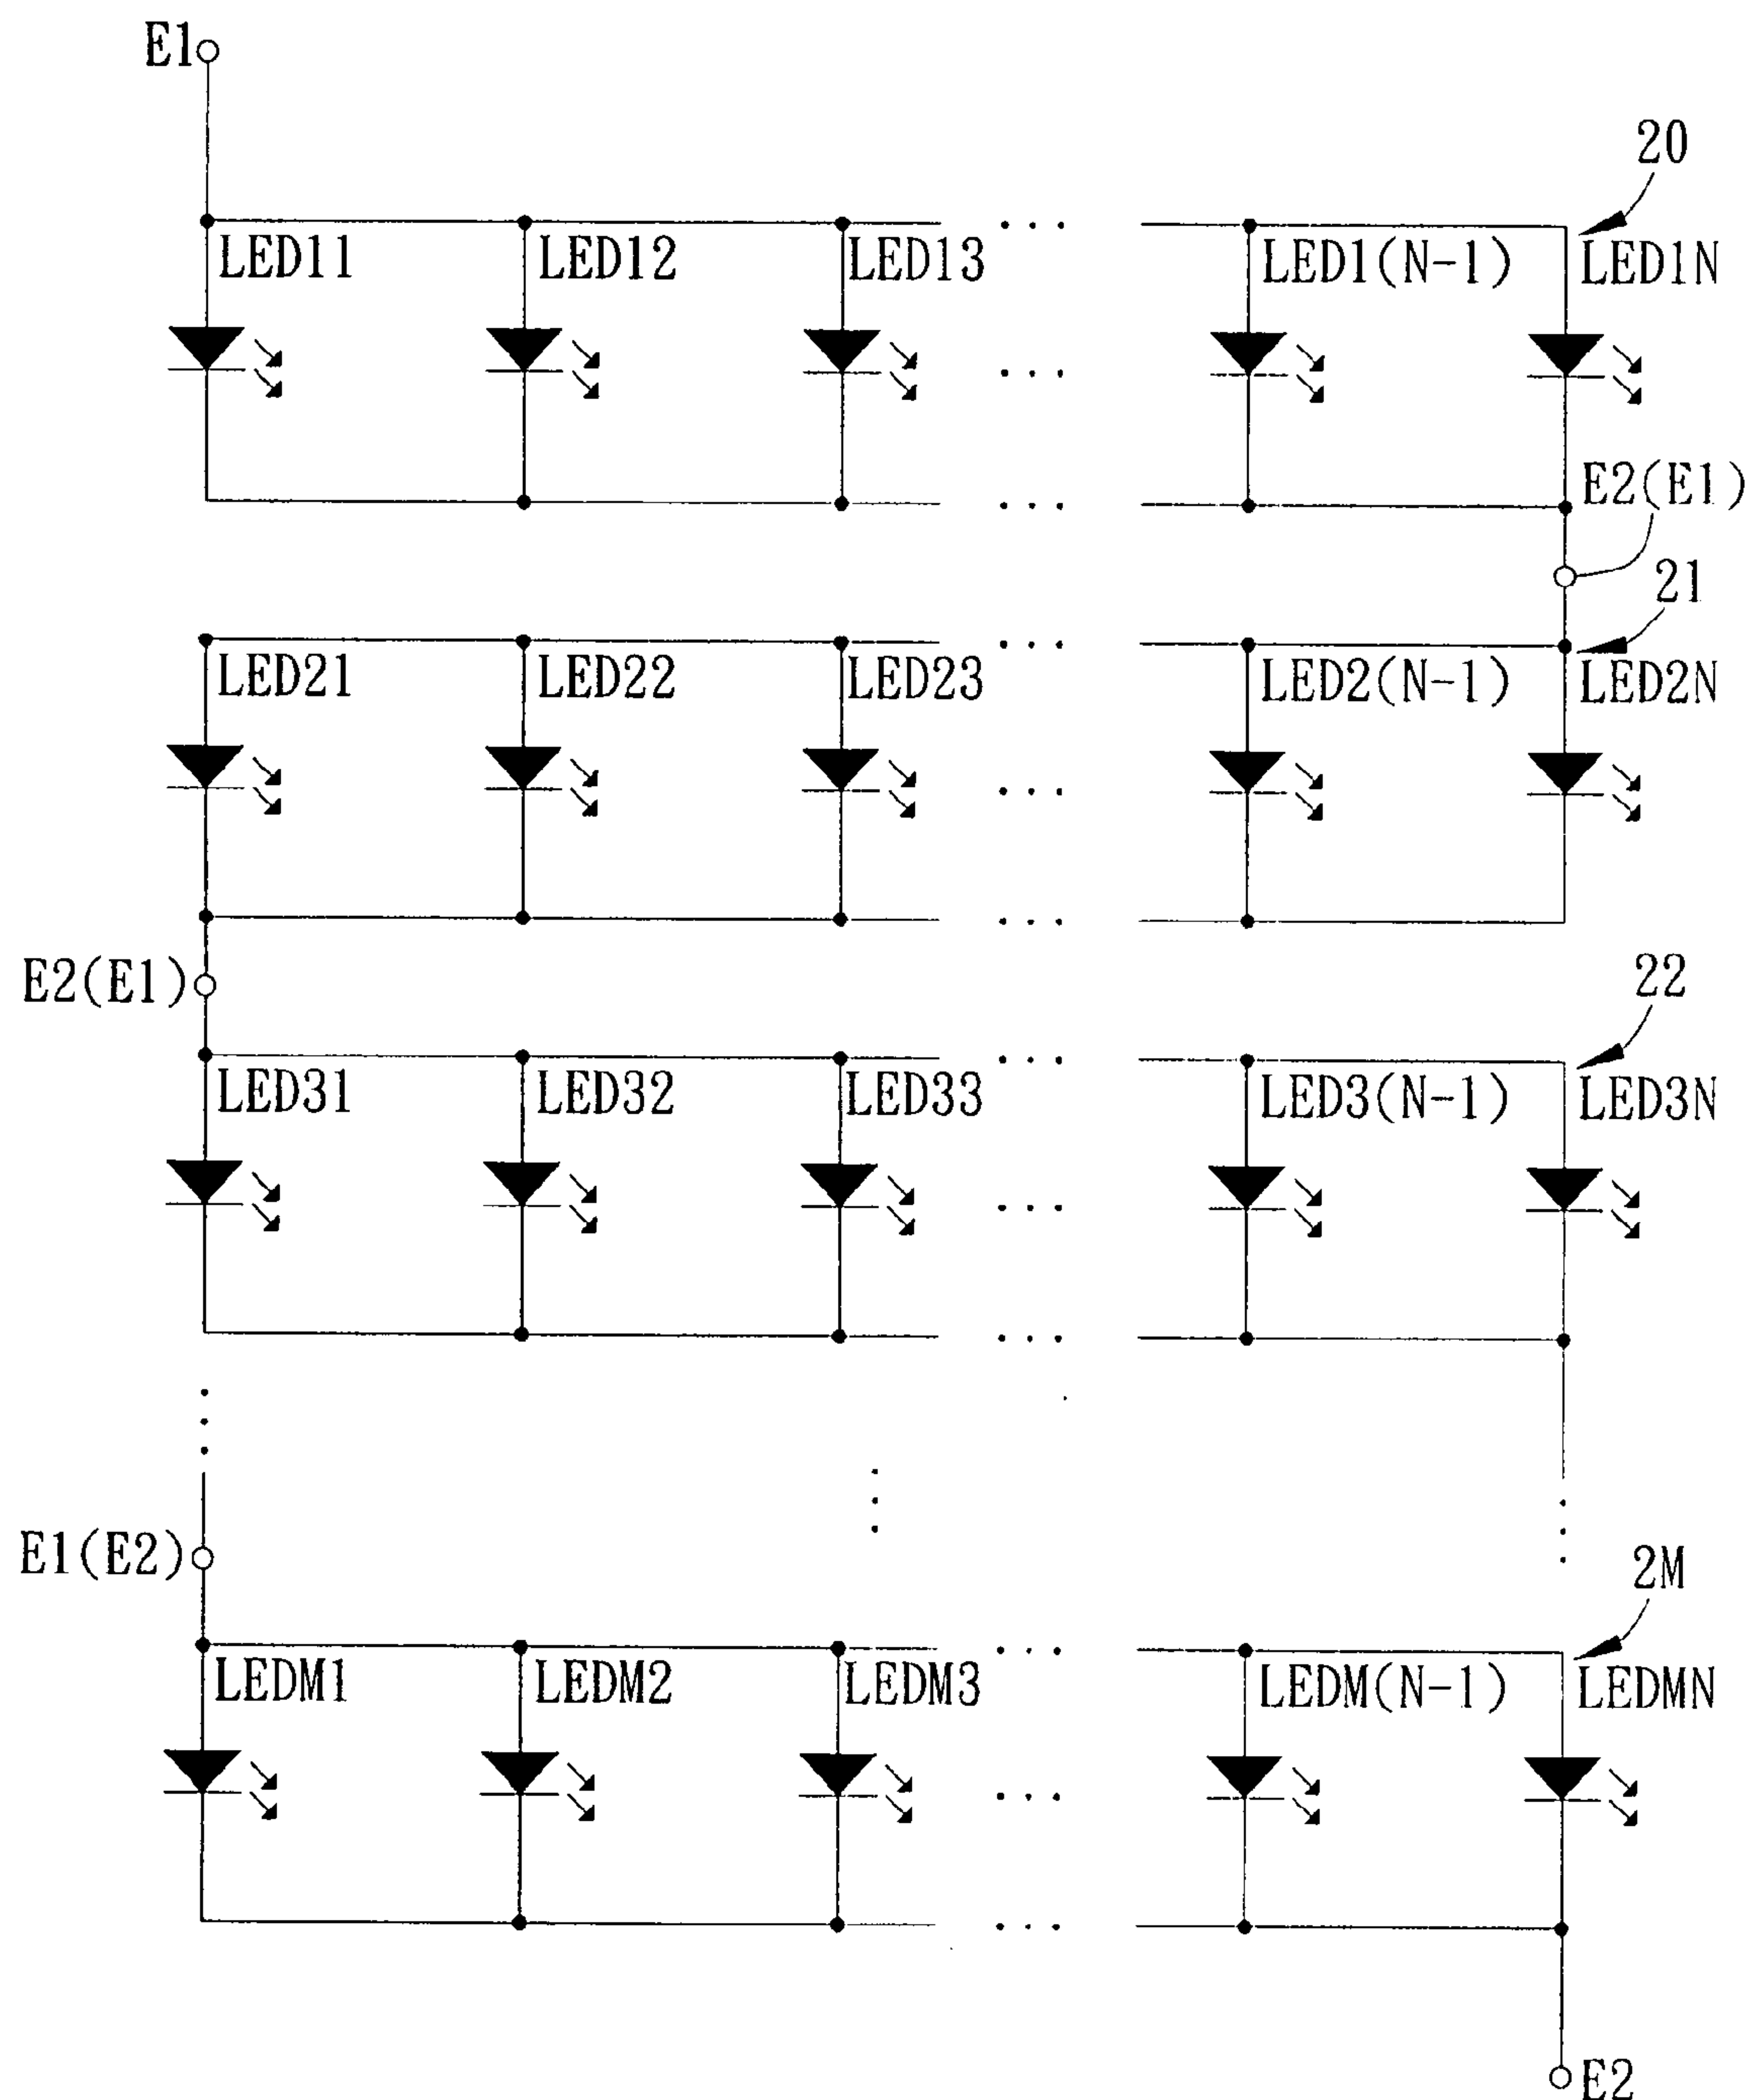 E1
20
LED11 LED12 LED13 LED1(N-1) LED1N
E2(E1)
21
LED21 LED22 LED23 LED2(N-1) LED2N
E2(E1)
22
LED31 LED32 LED33 LED3(N-1) LED3N
E1(E2)
2M
LEDM1 LEDM2 LEDM3 LEDM(N-1) LEDMN
E2